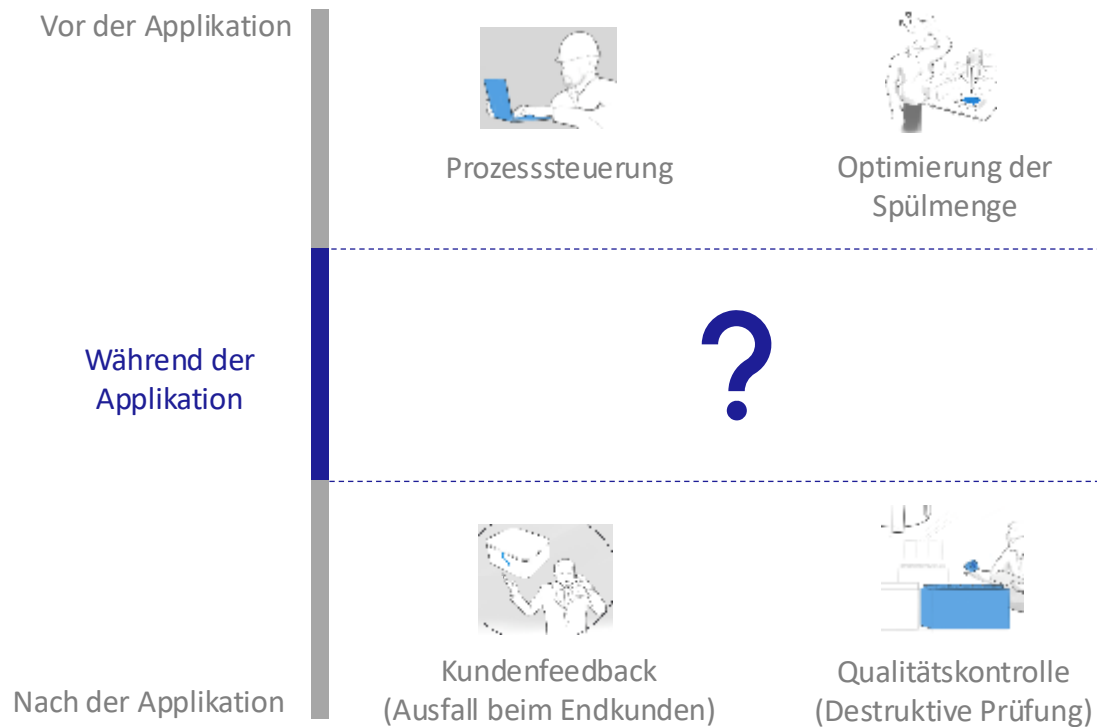 Vor der Applikation
Prozesssteuerung
Optimierung der
Spülmenge
Während der
Applikation
?
Kundenfeedback
(Ausfall beim Endkunden)
Qualitätskontrolle
(Destruktive Prüfung)
Nach der Applikation